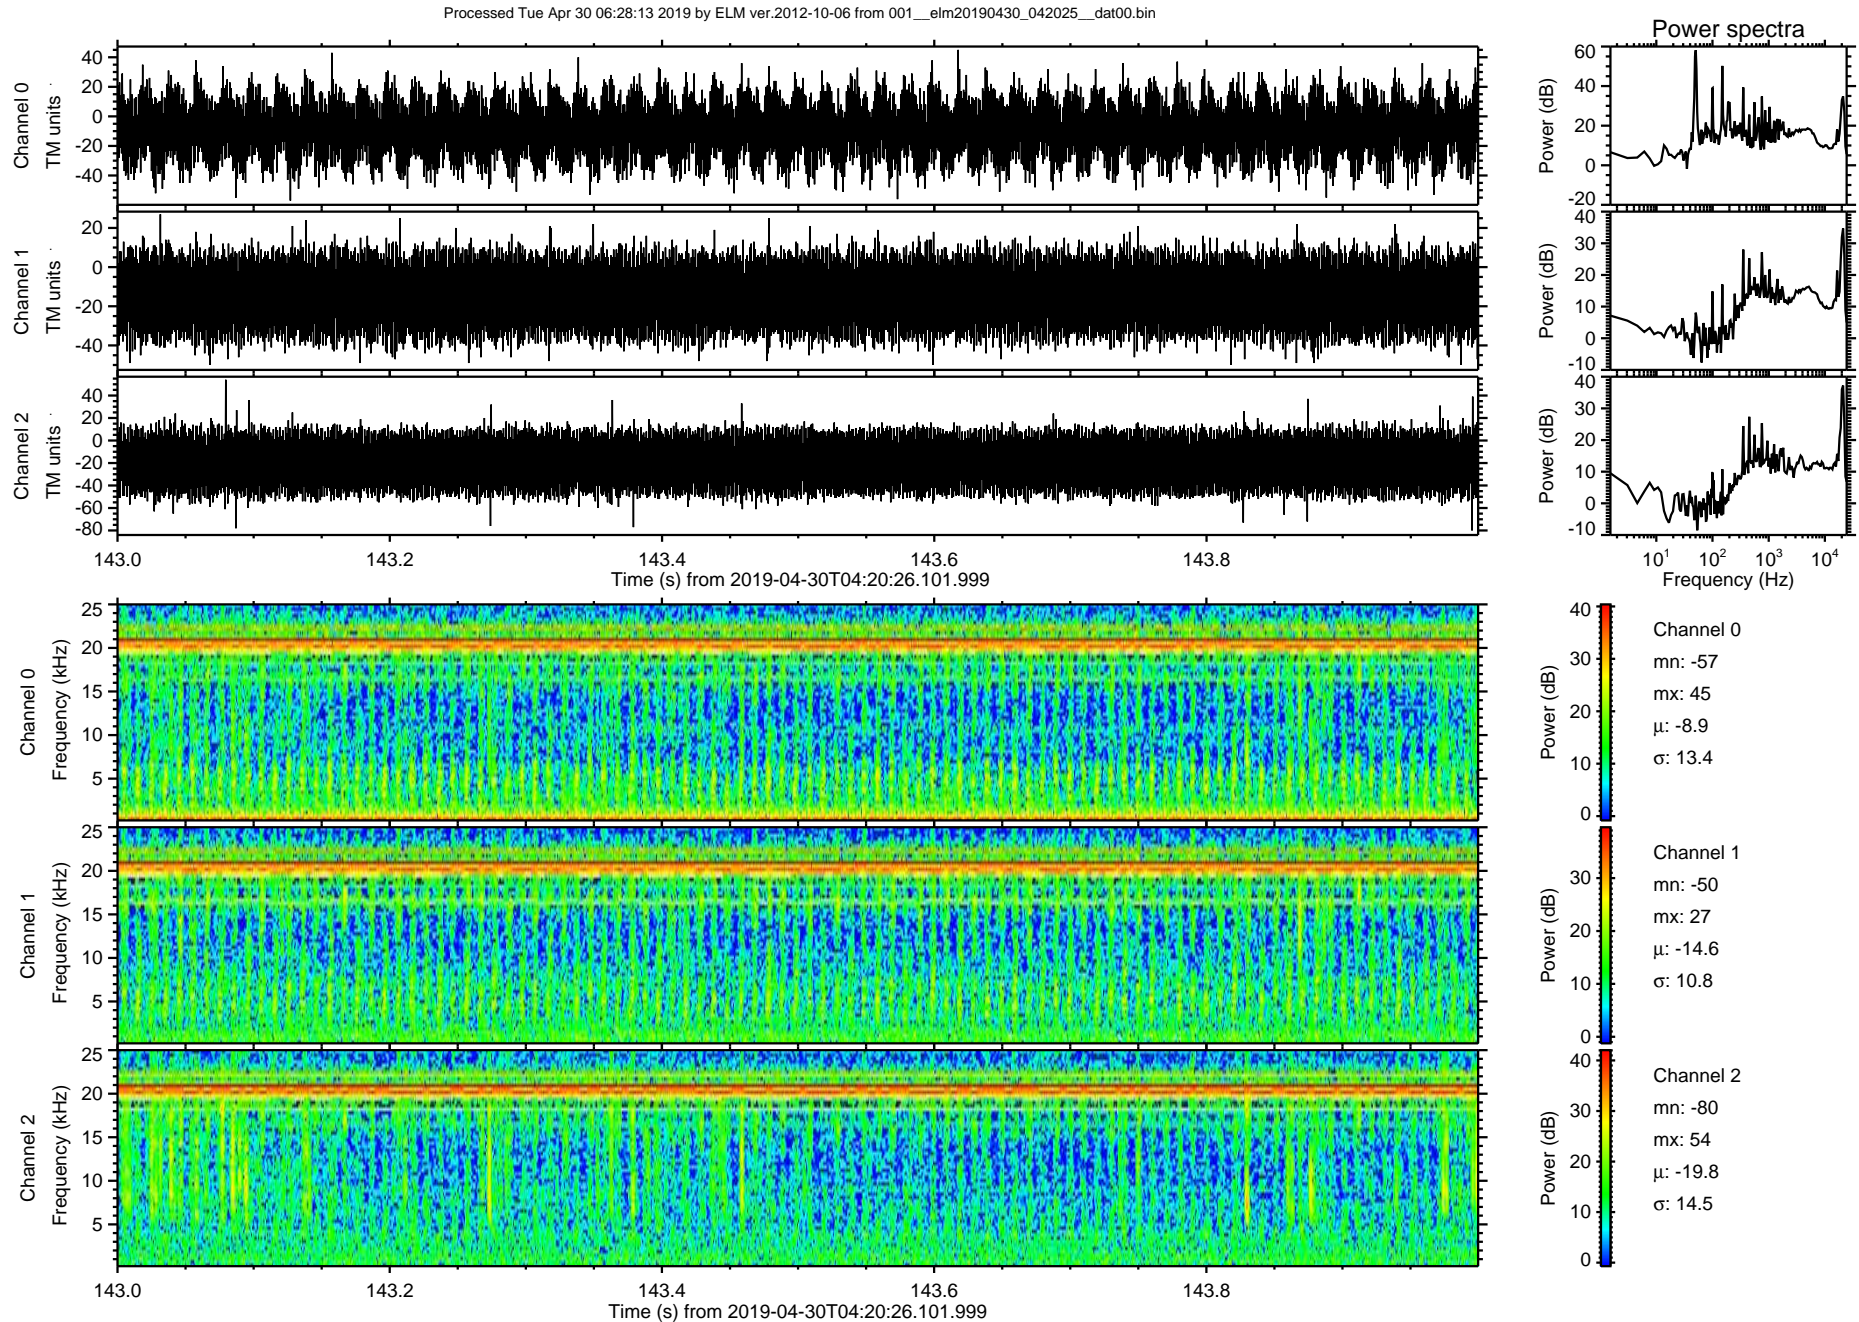 Processed Tue Apr 30 06:28:13 2019 by ELM ver.2012-10-06 from 001__elm20190430_042025__dat00.bin
Power spectra
Channel 0
TM units
40
20
0
-20
-40
Power (dB)
60
40
20
0
-20
Channel 1
TM units
20
0
-20
-40
Power (dB)
40
30
20
10
0
-10
Channel 2
TM units
40
20
0
-20
-40
-60
-80
Power (dB)
40
30
20
10
0
-10
143.0 143.2 143.4 143.6 143.8
Time (s) from 2019-04-30T04:20:26.101.999
10^1 10^2 10^3 10^4
Frequency (Hz)
Channel 0
Frequency (kHz)
25
20
15
10
5
Power (dB)
40
30
20
10
0
Channel 0
mn: -57
mx: 45
μ: -8.9
σ: 13.4
Channel 1
Frequency (kHz)
25
20
15
10
5
Power (dB)
30
20
10
0
Channel 1
mn: -50
mx: 27
μ: -14.6
σ: 10.8
Channel 2
Frequency (kHz)
25
20
15
10
5
Power (dB)
40
30
20
10
0
Channel 2
mn: -80
mx: 54
μ: -19.8
σ: 14.5
143.0 143.2 143.4 143.6 143.8
Time (s) from 2019-04-30T04:20:26.101.999